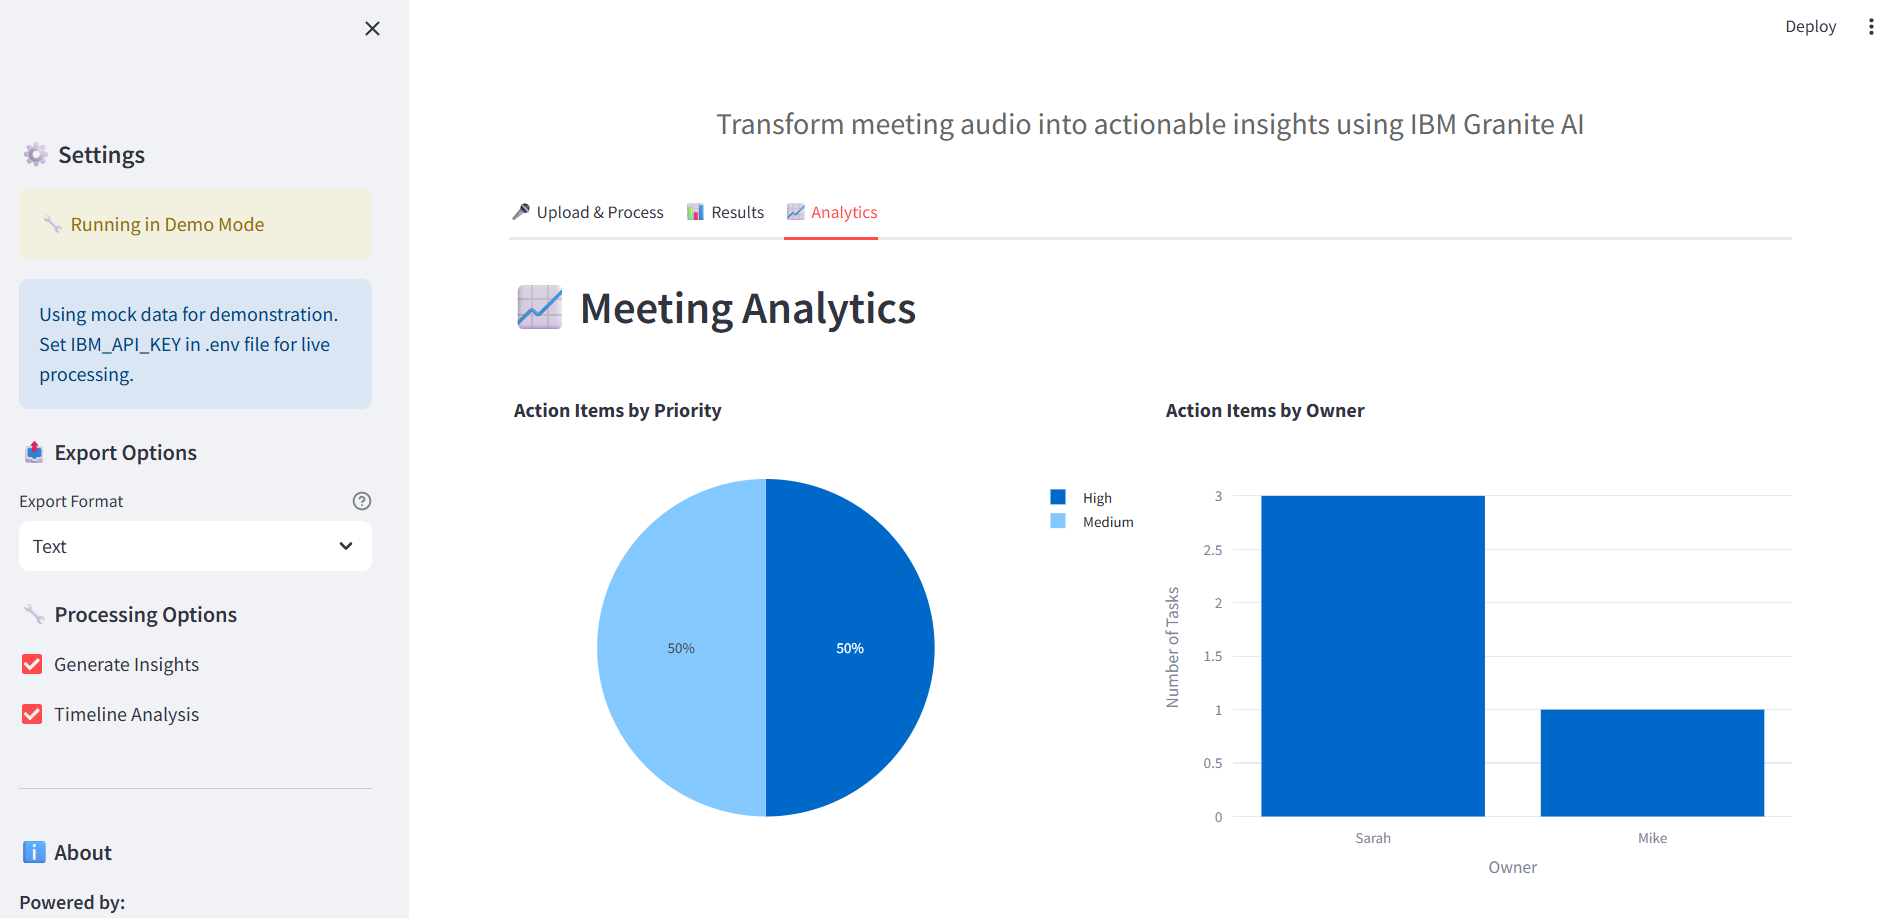 Deploy
Settings
Running in Demo Mode
Using mock data for demonstration.
Set IBM_API_KEY in .env file for live
processing.
Export Options
Export Format
Text
Processing Options
Generate Insights
Timeline Analysis
About
Powered by:
Transform meeting audio into actionable insights using IBM Granite AI
Upload & Process
Results
Analytics
Meeting Analytics
Action Items by Priority
50%
50%
High
Medium
Action Items by Owner
Number of Tasks
3
2.5
2
1.5
1
0.5
0
Sarah
Mike
Owner